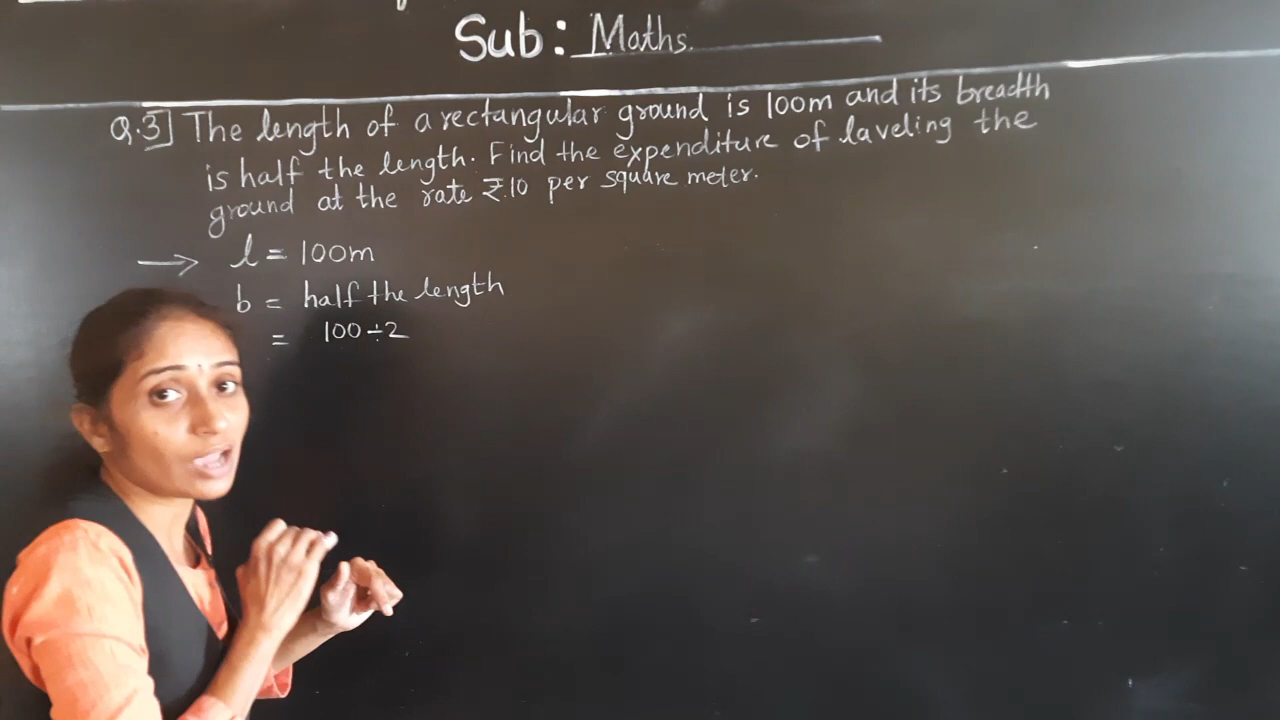 Sub: Maths.
Q.3] The length of a rectangular ground is 100m and its breadth
is half the length. Find the expenditure of laveling the
ground at the rate ₹.10 per square meter.
→ l = 100m
b = half the length
= 100÷2